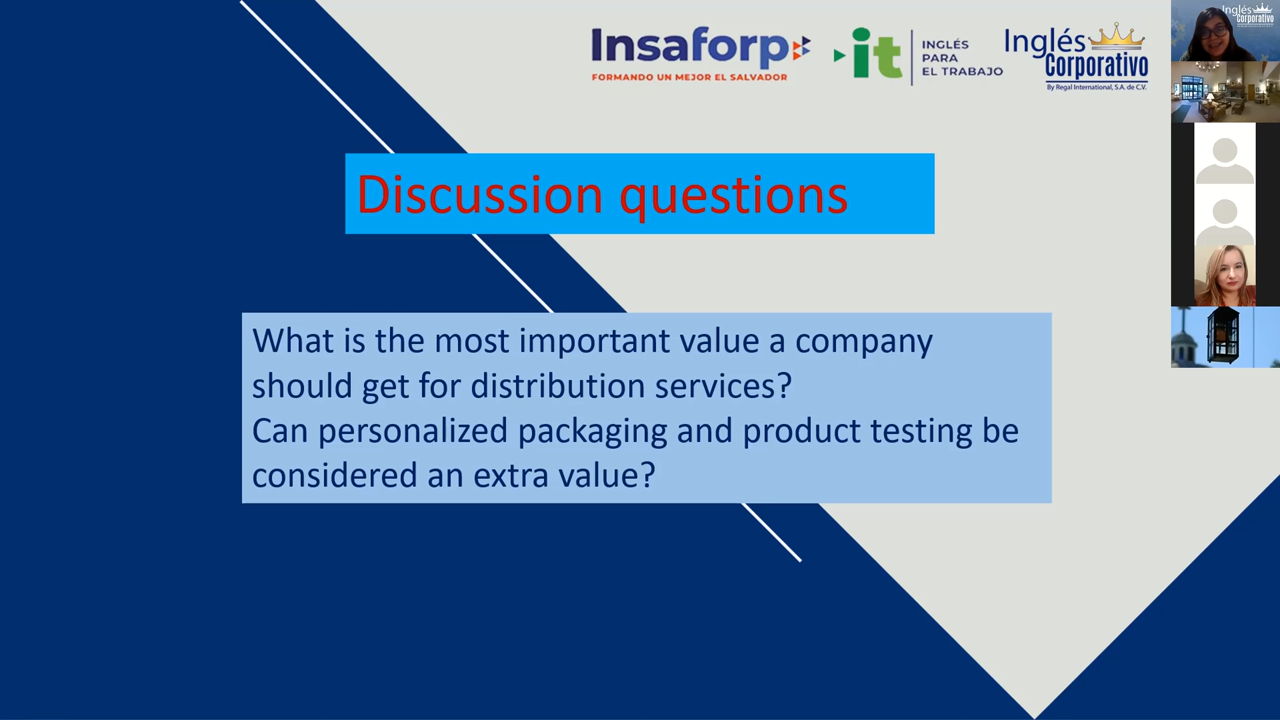 Insaforp
FORMANDO UN MEJOR EL SALVADOR
it
INGLÉS
PARA
EL TRABAJO
Inglés
Corporativo
By Regal International, S.A. de C.V.
Inglés
Corporativo
Discussion questions
What is the most important value a company
should get for distribution services?
Can personalized packaging and product testing be
considered an extra value?